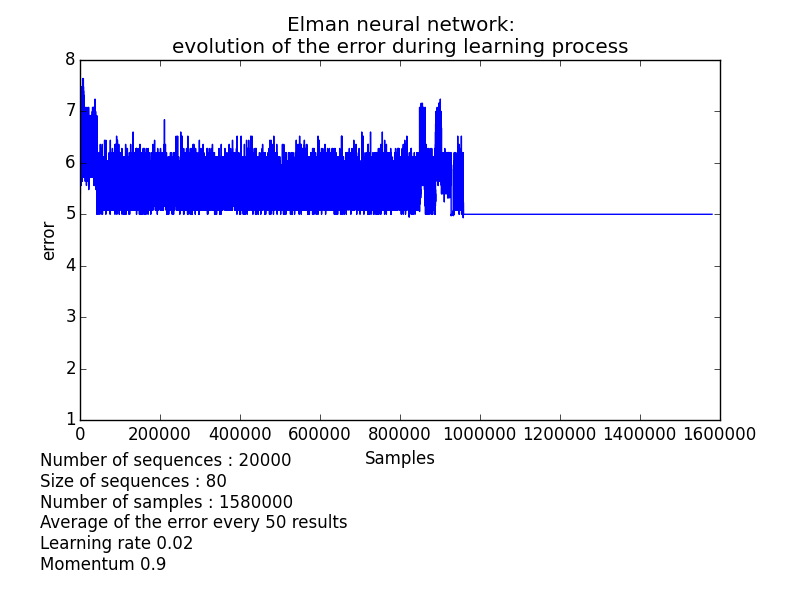 Elman neural network:
evolution of the error during learning process
8
7
6
5
4
3
2
1
error
0 200000 400000 600000 800000 1000000 1200000 1400000 1600000
Samples
Number of sequences : 20000
Size of sequences : 80
Number of samples : 1580000
Average of the error every 50 results
Learning rate 0.02
Momentum 0.9